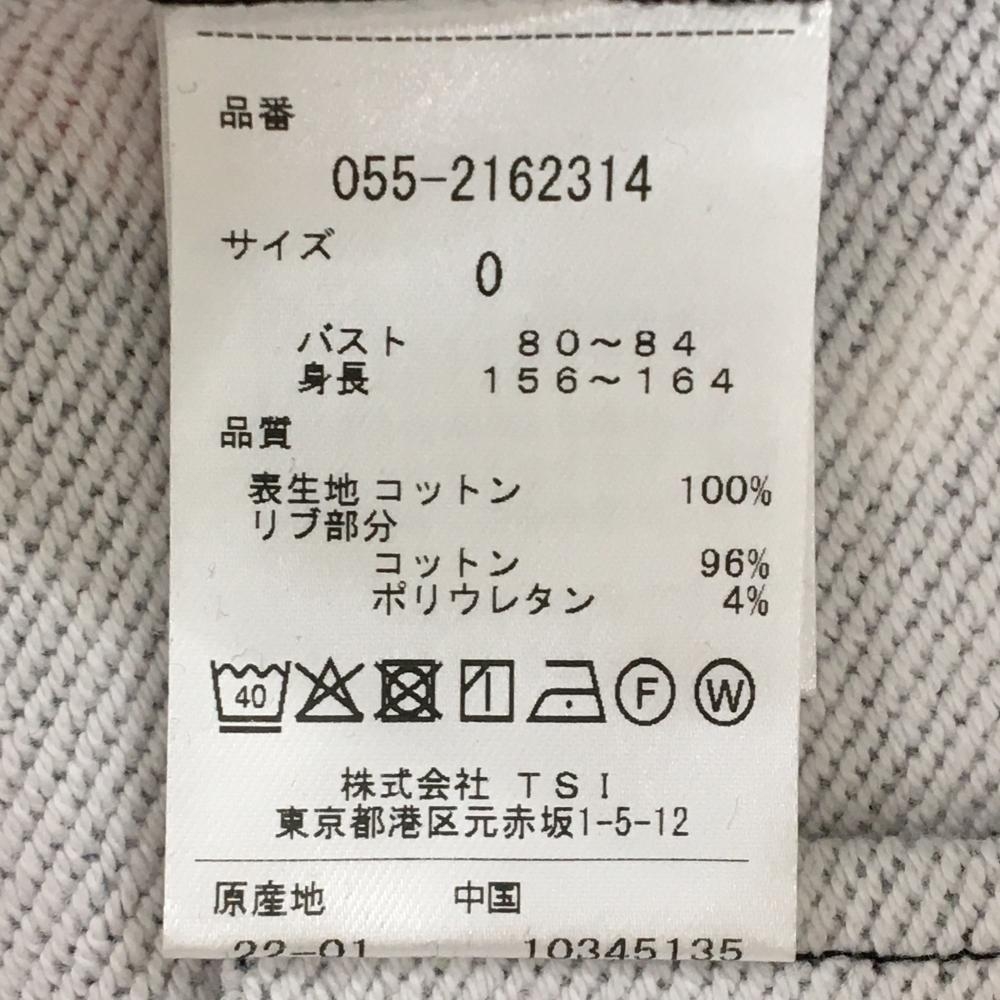 品番
055-2162314
サイズ
0
バスト 80~84
身長 156~164
品質
表生地 コットン 100%
リブ部分
コットン 96%
ポリウレタン 4%
40 F W
株式会社 TSI
東京都港区元赤坂1-5-12
原産地 中国
22-01 10345135